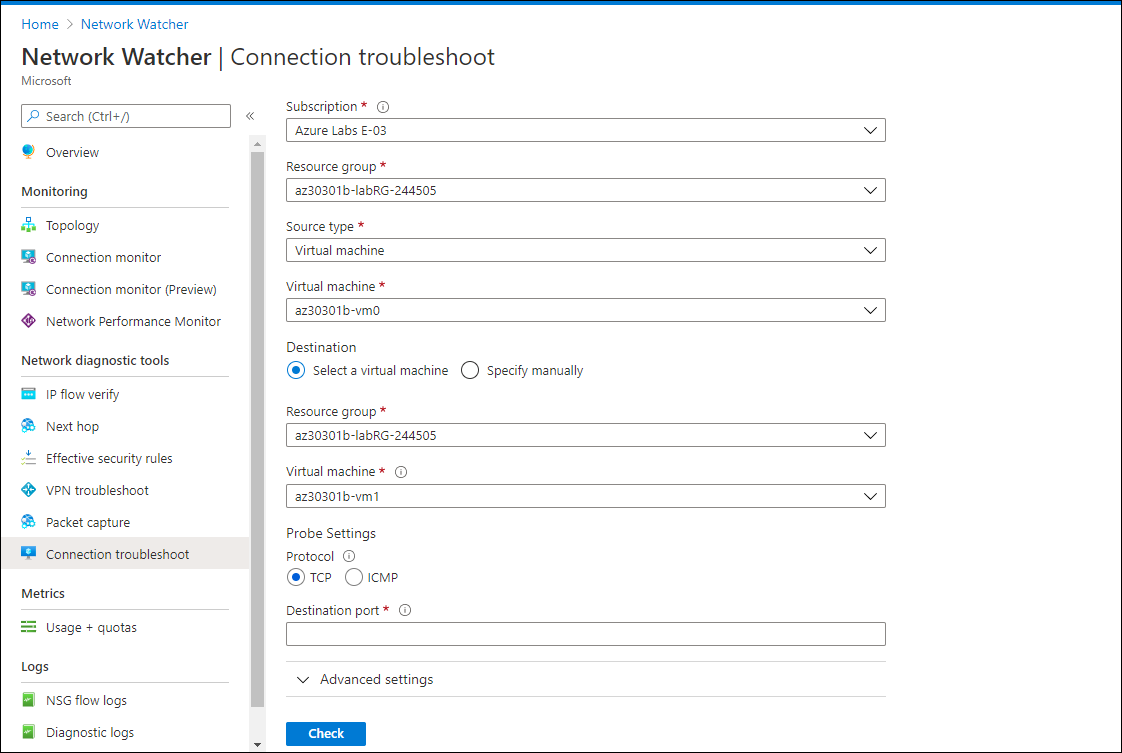 Home > Network Watcher
Network Watcher | Connection troubleshoot
Microsoft
Search (Ctrl+/)
«
Overview
Monitoring
Topology
Connection monitor
Connection monitor (Preview)
Network Performance Monitor
Network diagnostic tools
IP flow verify
Next hop
Effective security rules
VPN troubleshoot
Packet capture
Connection troubleshoot
Metrics
Usage + quotas
Logs
NSG flow logs
Diagnostic logs
Subscription *
Azure Labs E-03
Resource group *
az30301b-labRG-244505
Source type *
Virtual machine
Virtual machine *
az30301b-vm0
Destination
Select a virtual machine Specify manually
Resource group *
az30301b-labRG-244505
Virtual machine *
az30301b-vm1
Probe Settings
Protocol
TCP ICMP
Destination port *
Advanced settings
Check